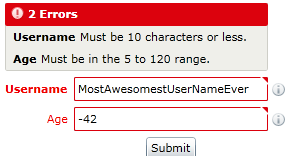 2 Errors
Username Must be 10 characters or less.
Age Must be in the 5 to 120 range.
Username MostAwesomestUserNameEver
Age -42
Submit